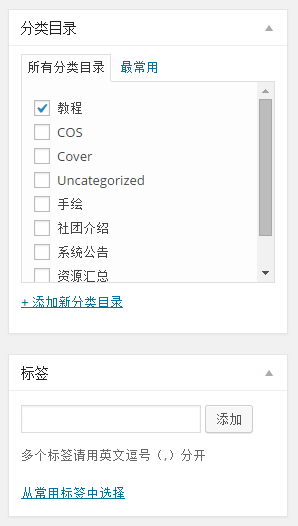 分类目录
所有分类目录 最常用
教程
COS
Cover
Uncategorized
手绘
社团介绍
系统公告
资源汇总
+ 添加新分类目录
标签
添加
多个标签请用英文逗号（,）分开
从常用标签中选择